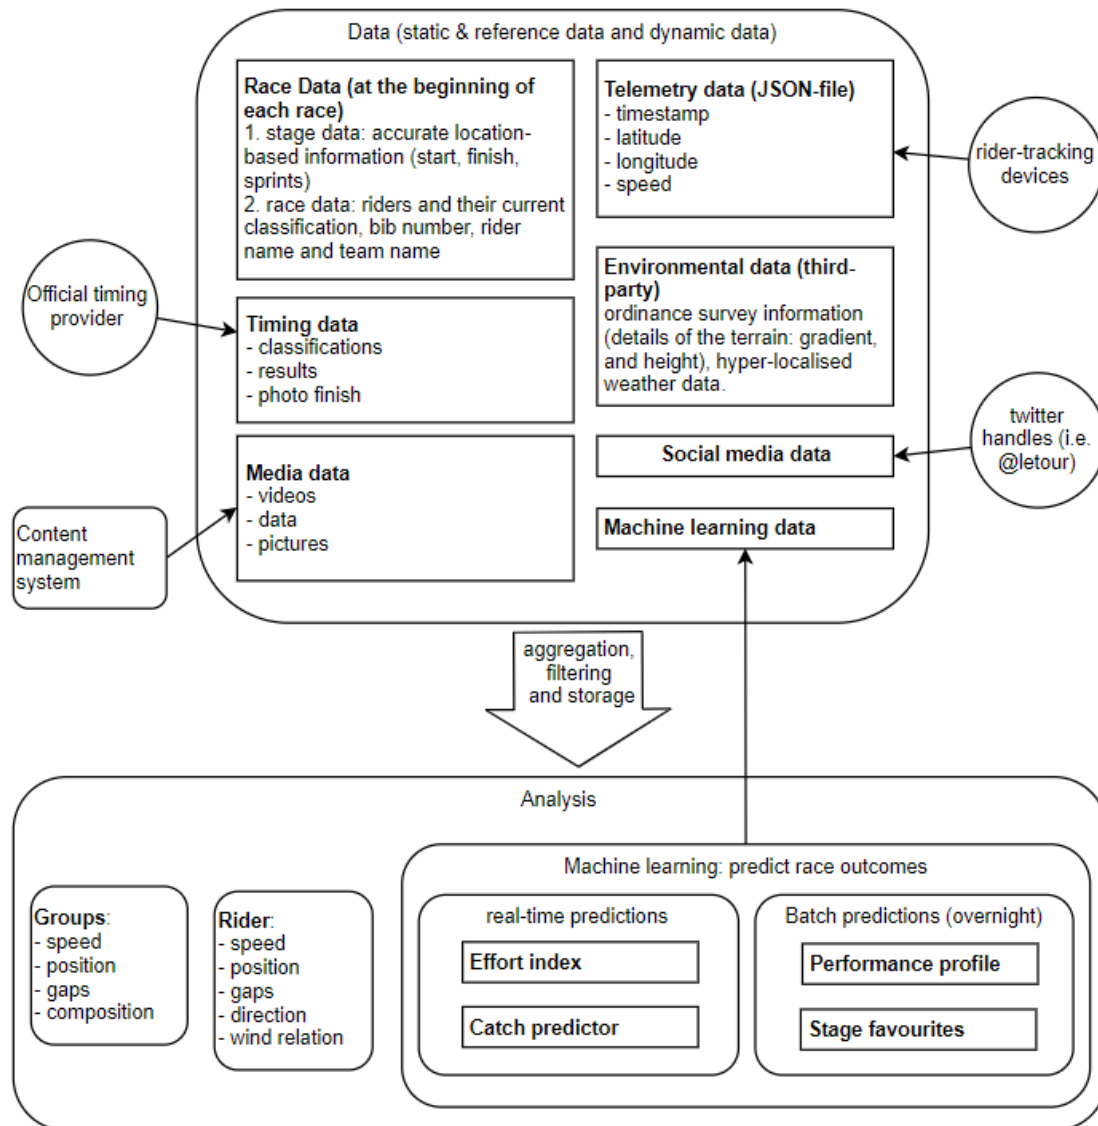 Data (static & reference data and dynamic data)
Race Data (at the beginning of
each race)
1. stage data: accurate location-
based information (start, finish,
sprints)
2. race data: riders and their current
classification, bib number, rider
name and team name
Telemetry data (JSON-file)
- timestamp
- latitude
- longitude
- speed
rider-tracking
devices
Official timing
provider
Timing data
- classifications
- results
- photo finish
Environmental data (third-
party)
ordinance survey information
(details of the terrain: gradient,
and height), hyper-localised
weather data.
Media data
- videos
- data
- pictures
Social media data
twitter
handles (i.e.
@letour)
Machine learning data
Content
management
system
aggregation,
filtering
and storage
Analysis
Groups:
- speed
- position
- gaps
- composition
Rider:
- speed
- position
- gaps
- direction
- wind relation
Machine learning: predict race outcomes
real-time predictions
Effort index
Catch predictor
Batch predictions (overnight)
Performance profile
Stage favourites